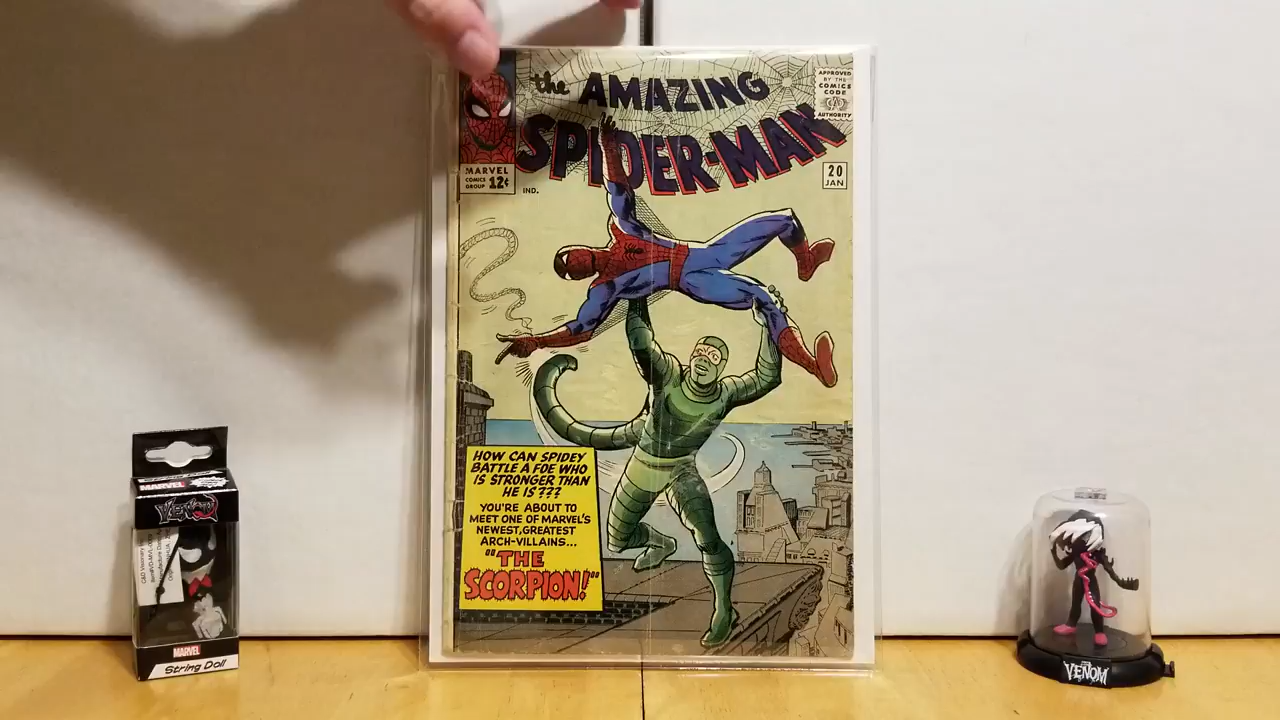 the AMAZING
SPIDER-MAN
APPROVED
BY THE
COMICS
CODE
AUTHORITY
MARVEL
COMICS
GROUP 12¢
IND.
20
JAN
HOW CAN SPIDEY
BATTLE A FOE WHO
IS STRONGER THAN
HE IS???
YOU'RE ABOUT TO
MEET ONE OF MARVEL'S
NEWEST, GREATEST
ARCH-VILLAINS...
"THE
SCORPION!"
MARVEL
VENOM
MARVEL
String Doll
VENOM